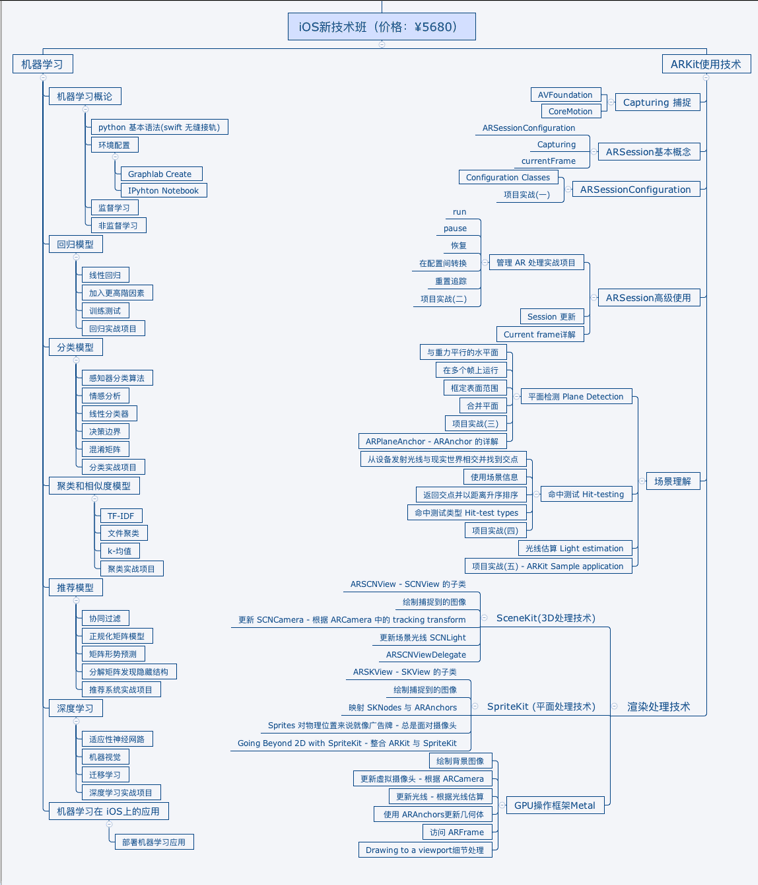 iOS新技术班（价格：¥5680）
机器学习
机器学习概论
python 基本语法(swift 无缝接轨)
环境配置
Graphlab Create
IPyhton Notebook
监督学习
非监督学习
回归模型
线性回归
加入更高阶因素
训练测试
回归实战项目
分类模型
感知器分类算法
情感分析
线性分类器
决策边界
混淆矩阵
分类实战项目
聚类和相似度模型
TF-IDF
文件聚类
k-均值
聚类实战项目
推荐模型
协同过滤
正规化矩阵模型
矩阵形势预测
分解矩阵发现隐藏结构
推荐系统实战项目
深度学习
适应性神经网路
机器视觉
迁移学习
深度学习实战项目
机器学习在 iOS上的应用
部署机器学习应用
ARKit使用技术
Capturing 捕捉
AVFoundation
CoreMotion
ARSession基本概念
ARSessionConfiguration
Capturing
currentFrame
ARSessionConfiguration
Configuration Classes
项目实战(一)
ARSession高级使用
管理 AR 处理实战项目
run
pause
恢复
在配置间转换
重置追踪
项目实战(二)
Session 更新
Current frame详解
场景理解
平面检测 Plane Detection
与重力平行的水平面
在多个帧上运行
框定表面范围
合并平面
项目实战(三)
ARPlaneAnchor - ARAnchor 的详解
命中测试 Hit-testing
从设备发射光线与现实世界相交并找到交点
使用场景信息
返回交点并以距离升序排序
命中测试类型 Hit-test types
项目实战(四)
光线估算 Light estimation
项目实战(五) - ARKit Sample application
渲染处理技术
SceneKit(3D处理技术)
ARSCNView - SCNView 的子类
绘制捕捉到的图像
更新 SCNCamera - 根据 ARCamera 中的 tracking transform
更新场景光线 SCNLight
ARSCNViewDelegate
SpriteKit (平面处理技术)
ARSKView - SKView 的子类
绘制捕捉到的图像
映射 SKNodes 与 ARAnchors
Sprites 对物理位置来说就像广告牌 - 总是面对摄像头
Going Beyond 2D with SpriteKit - 整合 ARKit 与 SpriteKit
GPU操作框架Metal
绘制背景图像
更新虚拟摄像头 - 根据 ARCamera
更新光线 - 根据光线估算
使用 ARAnchors更新几何体
访问 ARFrame
Drawing to a viewport细节处理